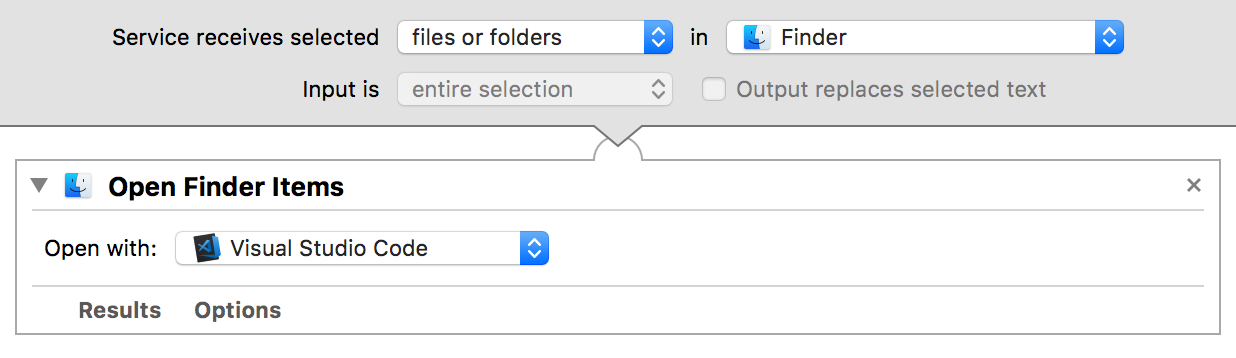 Service receives selected files or folders in Finder
Input is entire selection Output replaces selected text
Open Finder Items
Open with: Visual Studio Code
Results Options